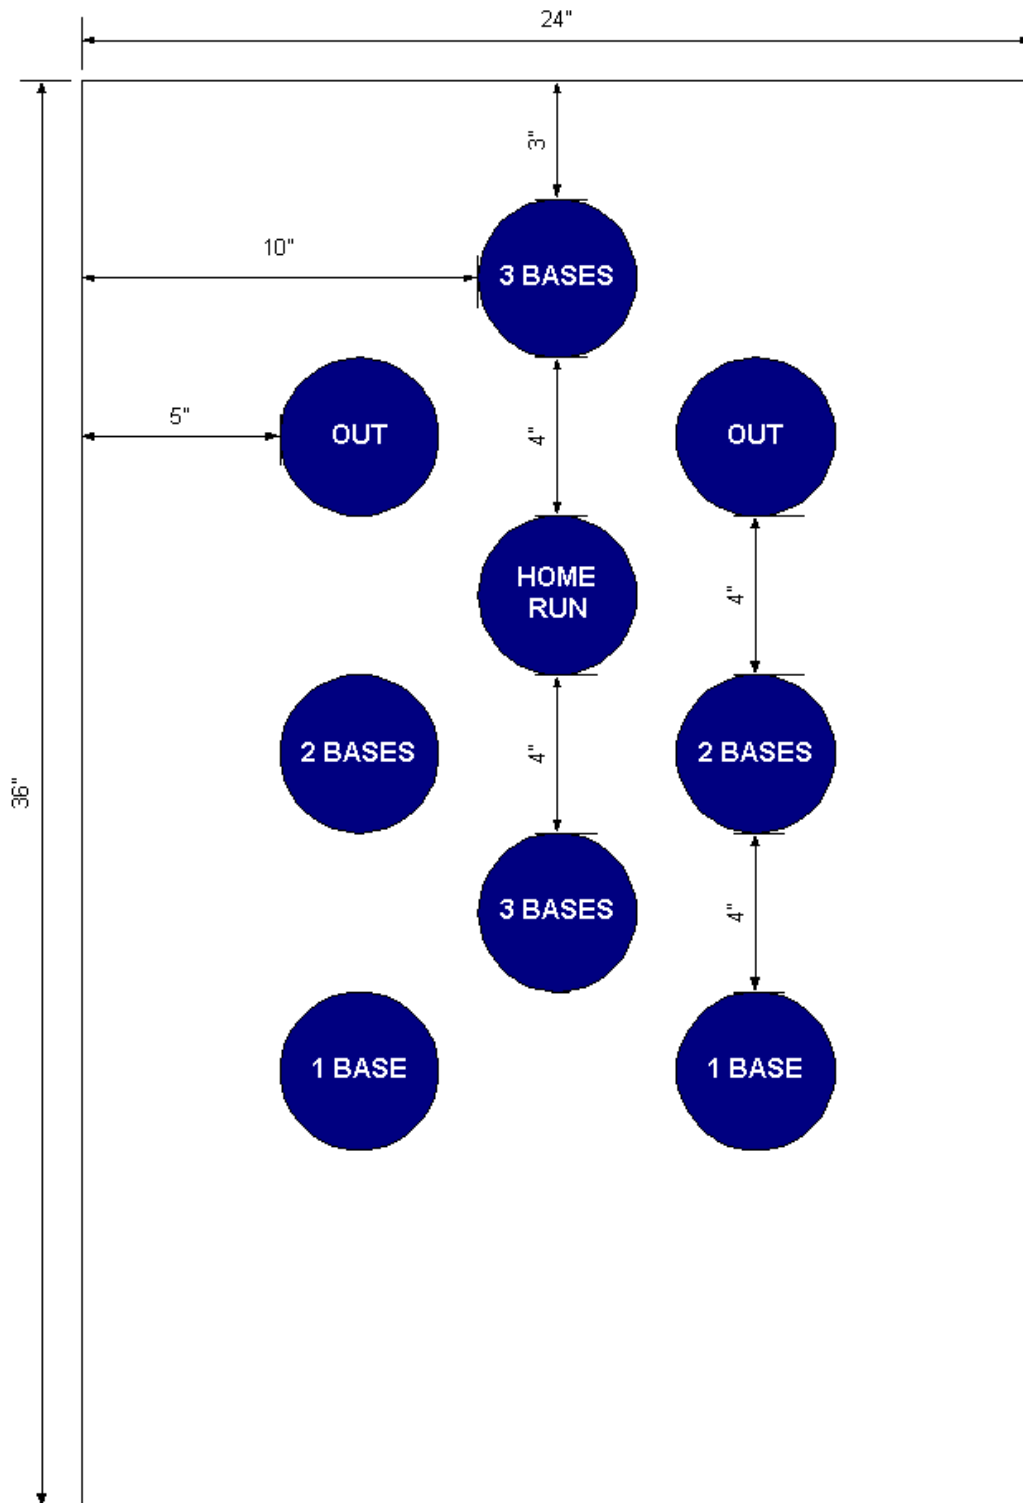 24"
3"
10"
3 BASES
5"
OUT
4"
OUT
HOME
RUN
4"
2 BASES
4"
2 BASES
36"
3 BASES
4"
1 BASE
1 BASE